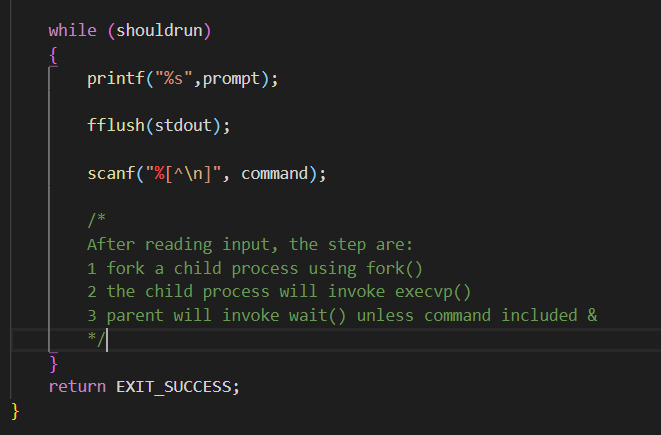 while (shouldrun)
{
printf("%s",prompt);
fflush(stdout);
scanf("%[^\n]", command);
/*
After reading input, the step are:
1 fork a child process using fork()
2 the child process will invoke execvp()
3 parent will invoke wait() unless command included &
*/
}
return EXIT_SUCCESS;
}